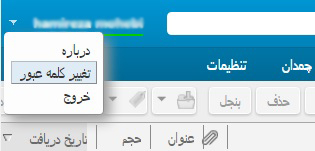 hamireza mohebi
درباره
تغییر کلمه عبور
خروج
چمدان تنظیمات
حذف بنجل
عنوان حجم تاریخ دریافت